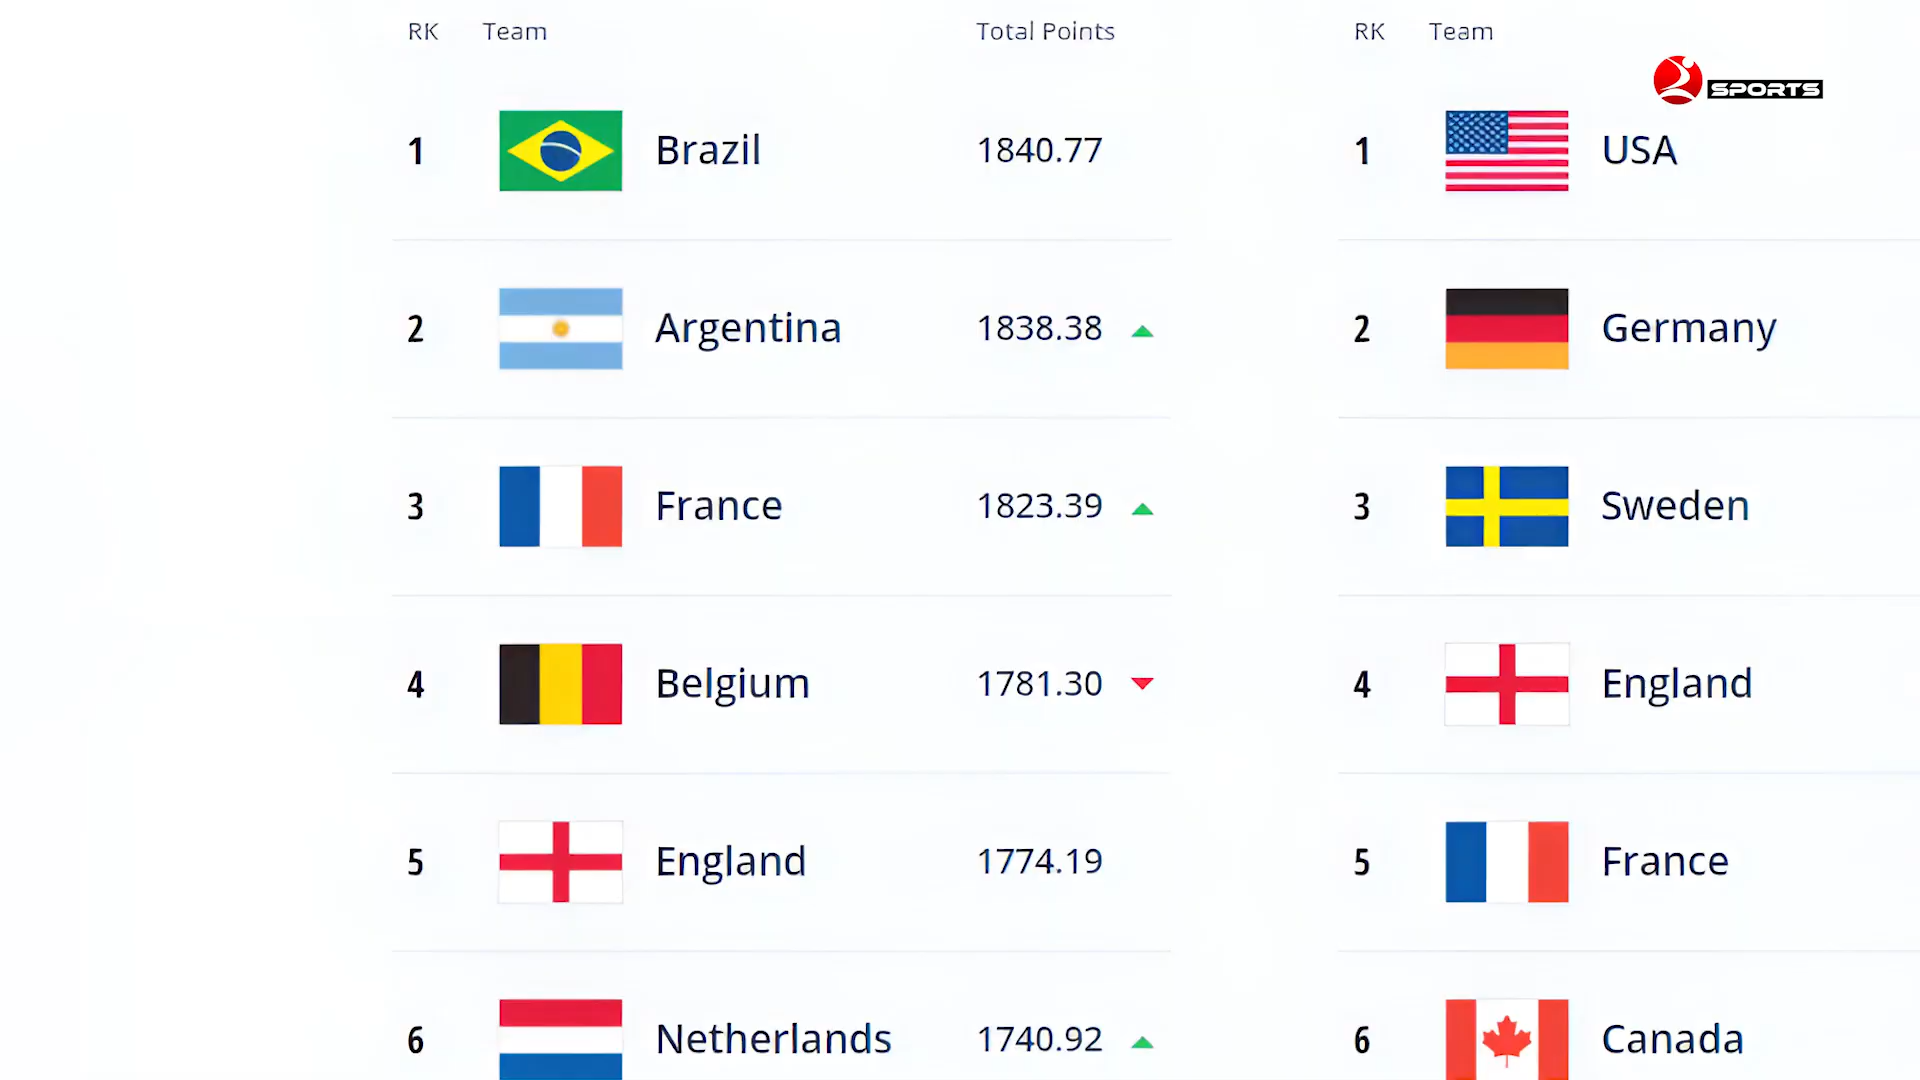 RK Team Total Points
1 Brazil 1840.77
2 Argentina 1838.38
3 France 1823.39
4 Belgium 1781.30
5 England 1774.19
6 Netherlands 1740.92
RK Team
SPORTS
1 USA
2 Germany
3 Sweden
4 England
5 France
6 Canada